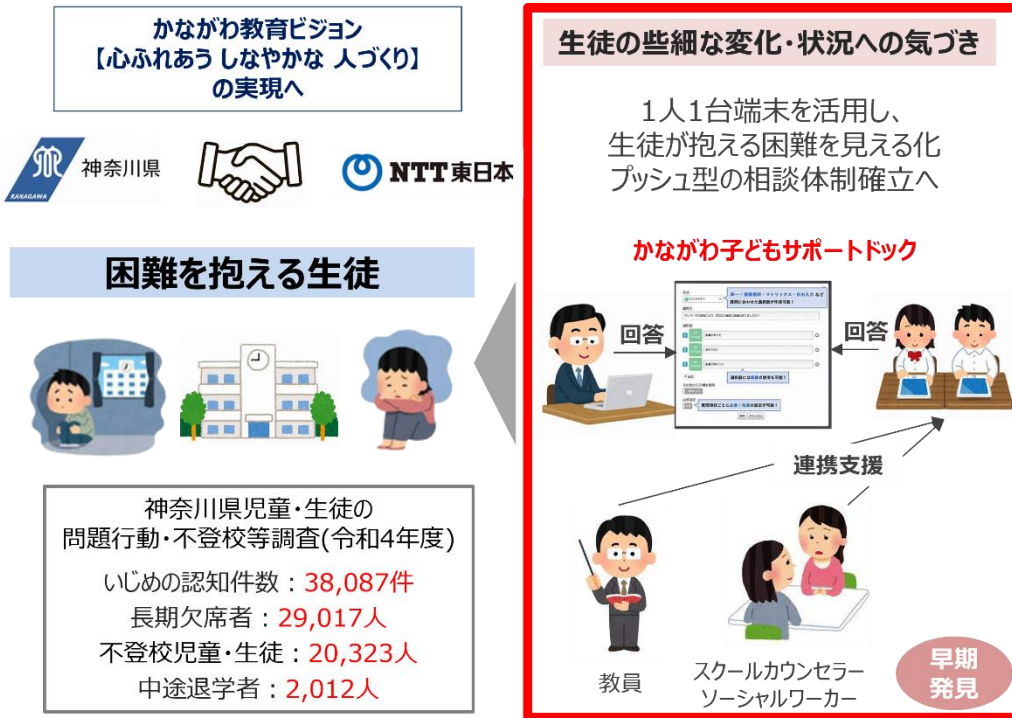 かながわ教育ビジョン
【心ふれあう しなやかな 人づくり】
の実現へ
KANAGAWA
神奈川県
NTT東日本
困難を抱える生徒
神奈川県児童・生徒の
問題行動・不登校等調査(令和4年度)
いじめの認知件数：38,087件
長期欠席者：29,017人
不登校児童・生徒：20,323人
中途退学者：2,012人
生徒の些細な変化・状況への気づき
1人1台端末を活用し、
生徒が抱える困難を見える化
プッシュ型の相談体制確立へ
かながわ子どもサポートドック
回答
回答
連携支援
教員
スクールカウンセラー
ソーシャルワーカー
早期
発見